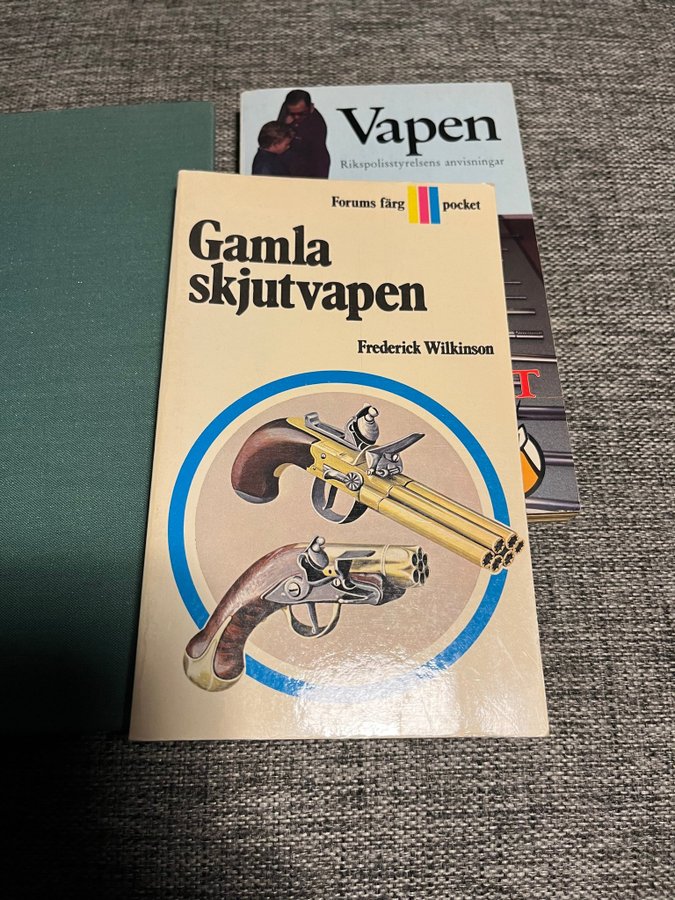 Vapen
Rikspolisstyrelsens anvisningar
Forums färg pocket
Gamla
skjutvapen
Frederick Wilkinson